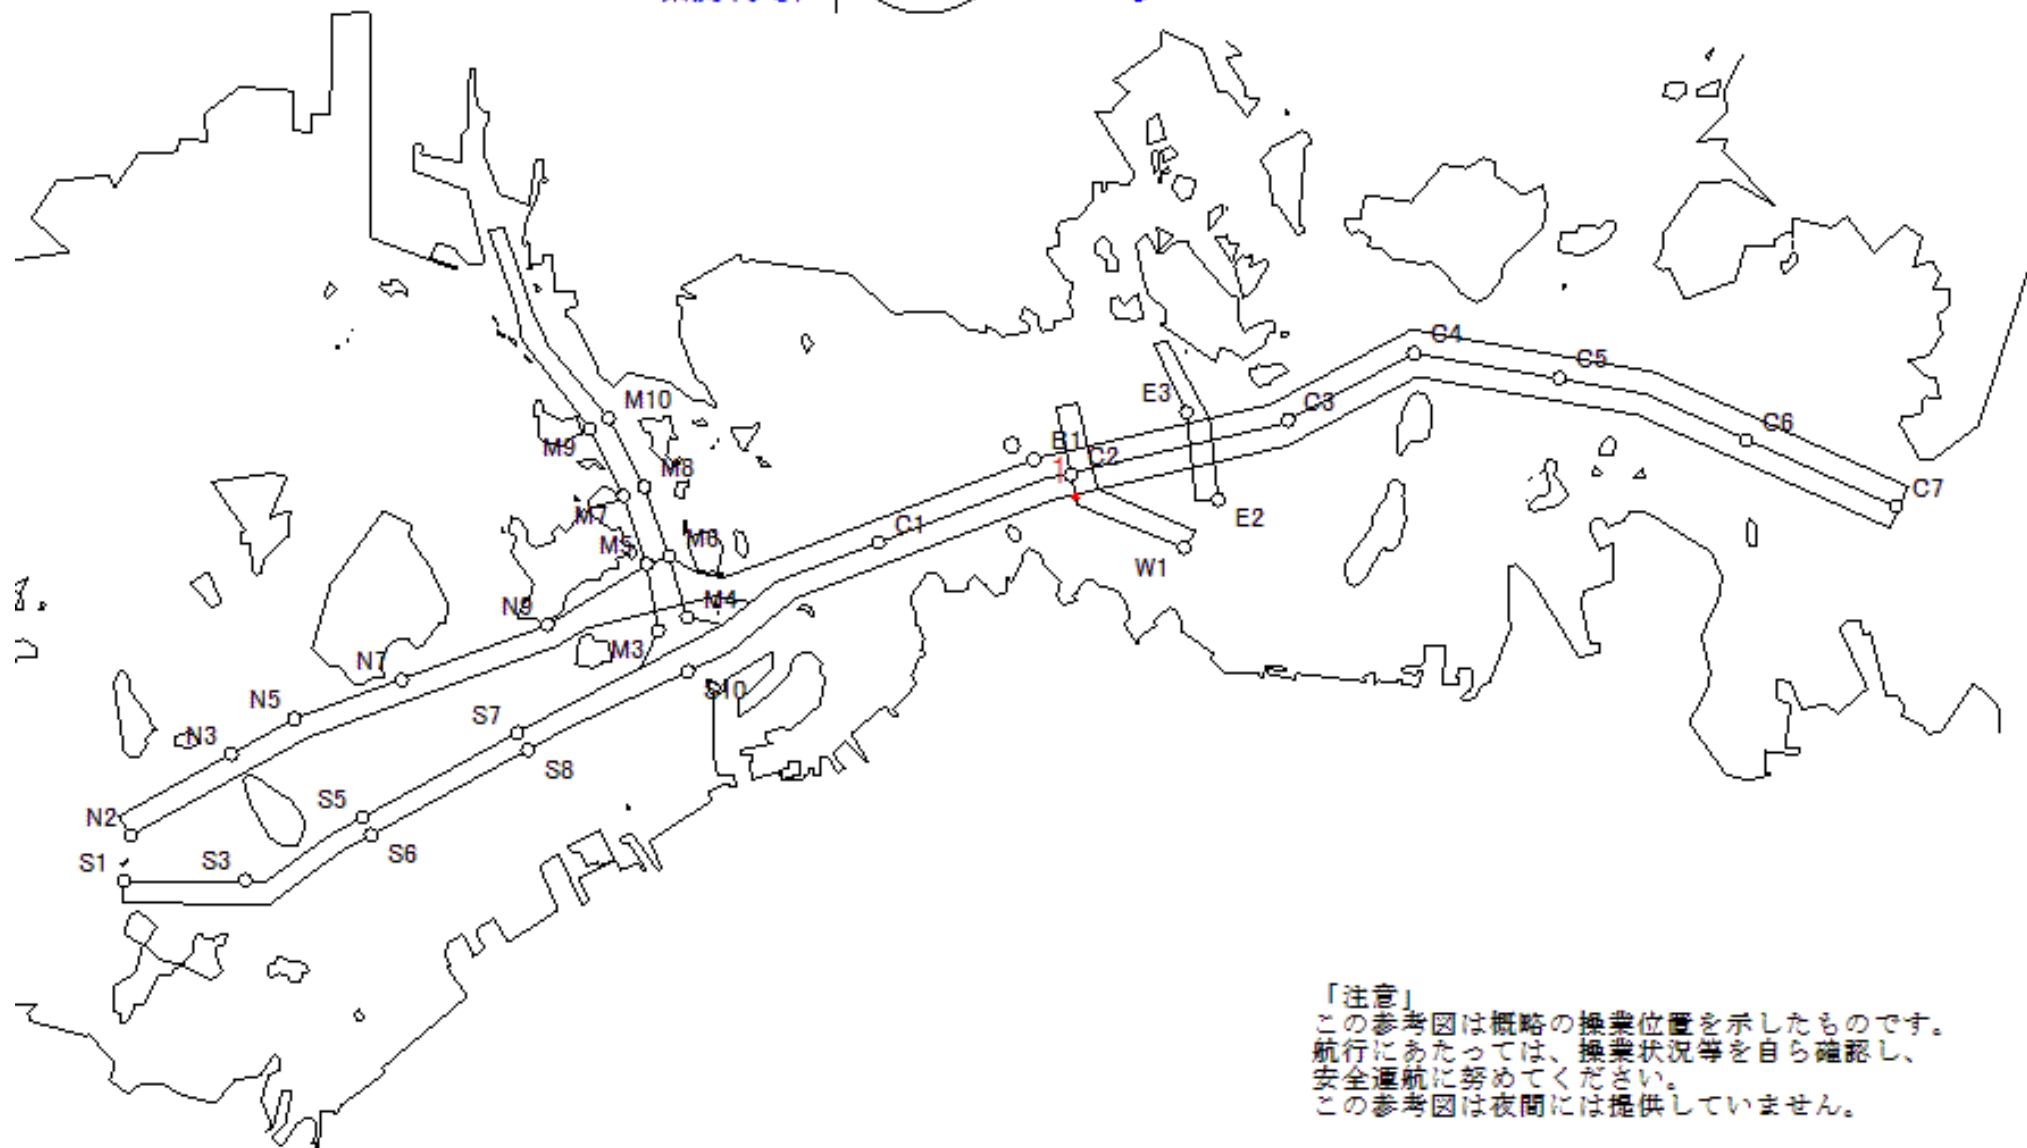 C4
C5
M10
E3
C3
C6
M9
B1
M8
1
C2
C7
M7
E2
C1
M5
M6
W1
N9
M4
M3
N7
S10
N5
S7
N3
S8
S5
N2
S6
S1
S3
「注意」
この参考図は概略の操業位置を示したものです。
航行にあたっては、操業状況等を自ら確認し、
安全運航に努めてください。
この参考図は夜間には提供していません。